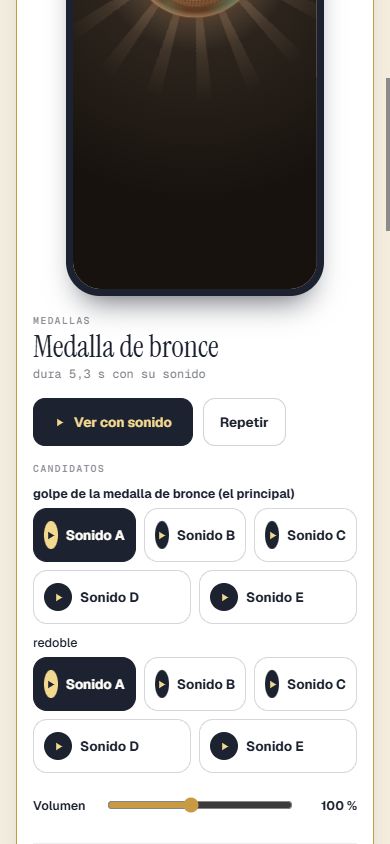 MEDALLAS
Medalla de bronce
dura 5,3 s con su sonido
Ver con sonido Repetir
CANDIDATOS
golpe de la medalla de bronce (el principal)
Sonido A Sonido B Sonido C
Sonido D Sonido E
redoble
Sonido A Sonido B Sonido C
Sonido D Sonido E
Volumen 100 %